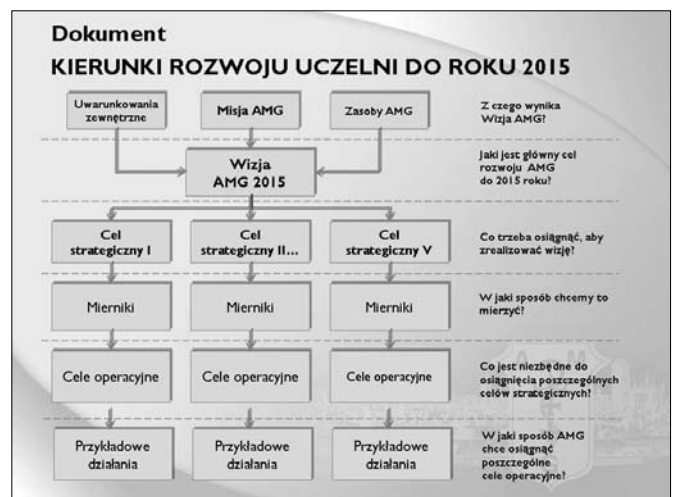 Dokument
KIERUNKI ROZWOJU UCZELNI DO ROKU 2015
Uwarunkowania
zewnętrzne
Misja AMG
Zasoby AMG
Z czego wynika
Wizja AMG?
Wizja
AMG 2015
Jaki jest główny cel
rozwoju AMG
do 2015 roku?
Cel
strategiczny I
Cel
strategiczny II...
Cel
strategiczny V
Co trzeba osiągnąć, aby
zrealizować wizję?
Mierniki
Mierniki
Mierniki
W jaki sposób chcemy to
mierzyć?
Cele operacyjne
Cele operacyjne
Cele operacyjne
Co jest niezbędne do
osiągnięcia poszczególnych
celów strategicznych?
Przykładowe
działania
Przykładowe
działania
Przykładowe
działania
W jaki sposób AMG
chce osiągnąć
poszczególne
cele operacyjne?
A M